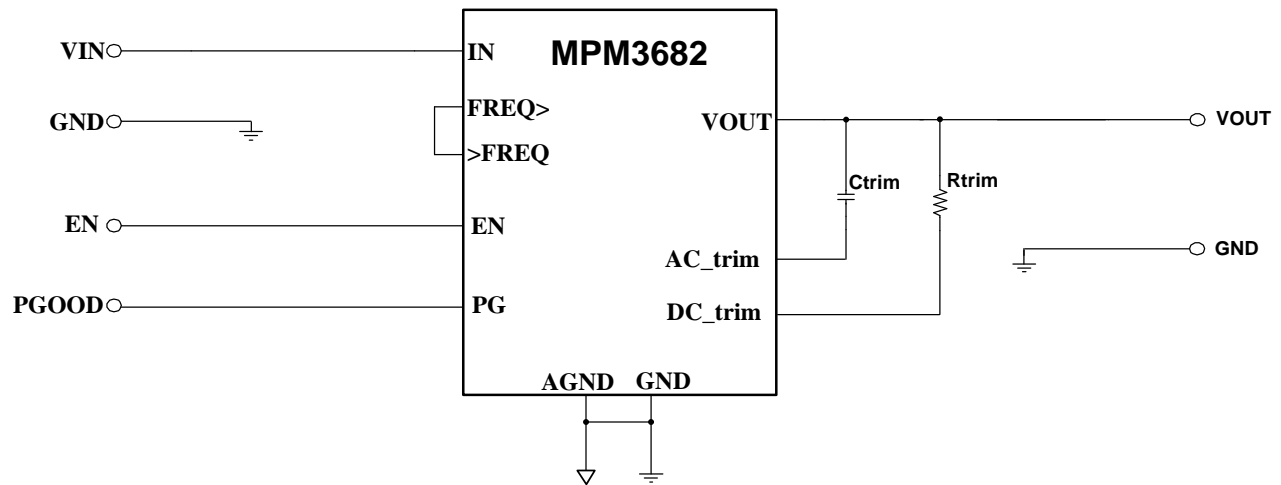 MPM3682
VIN
IN
GND
FREQ>
>FREQ
VOUT
VOUT
Ctrim
Rtrim
EN
EN
AC_trim
GND
PGOOD
PG
DC_trim
AGND
GND